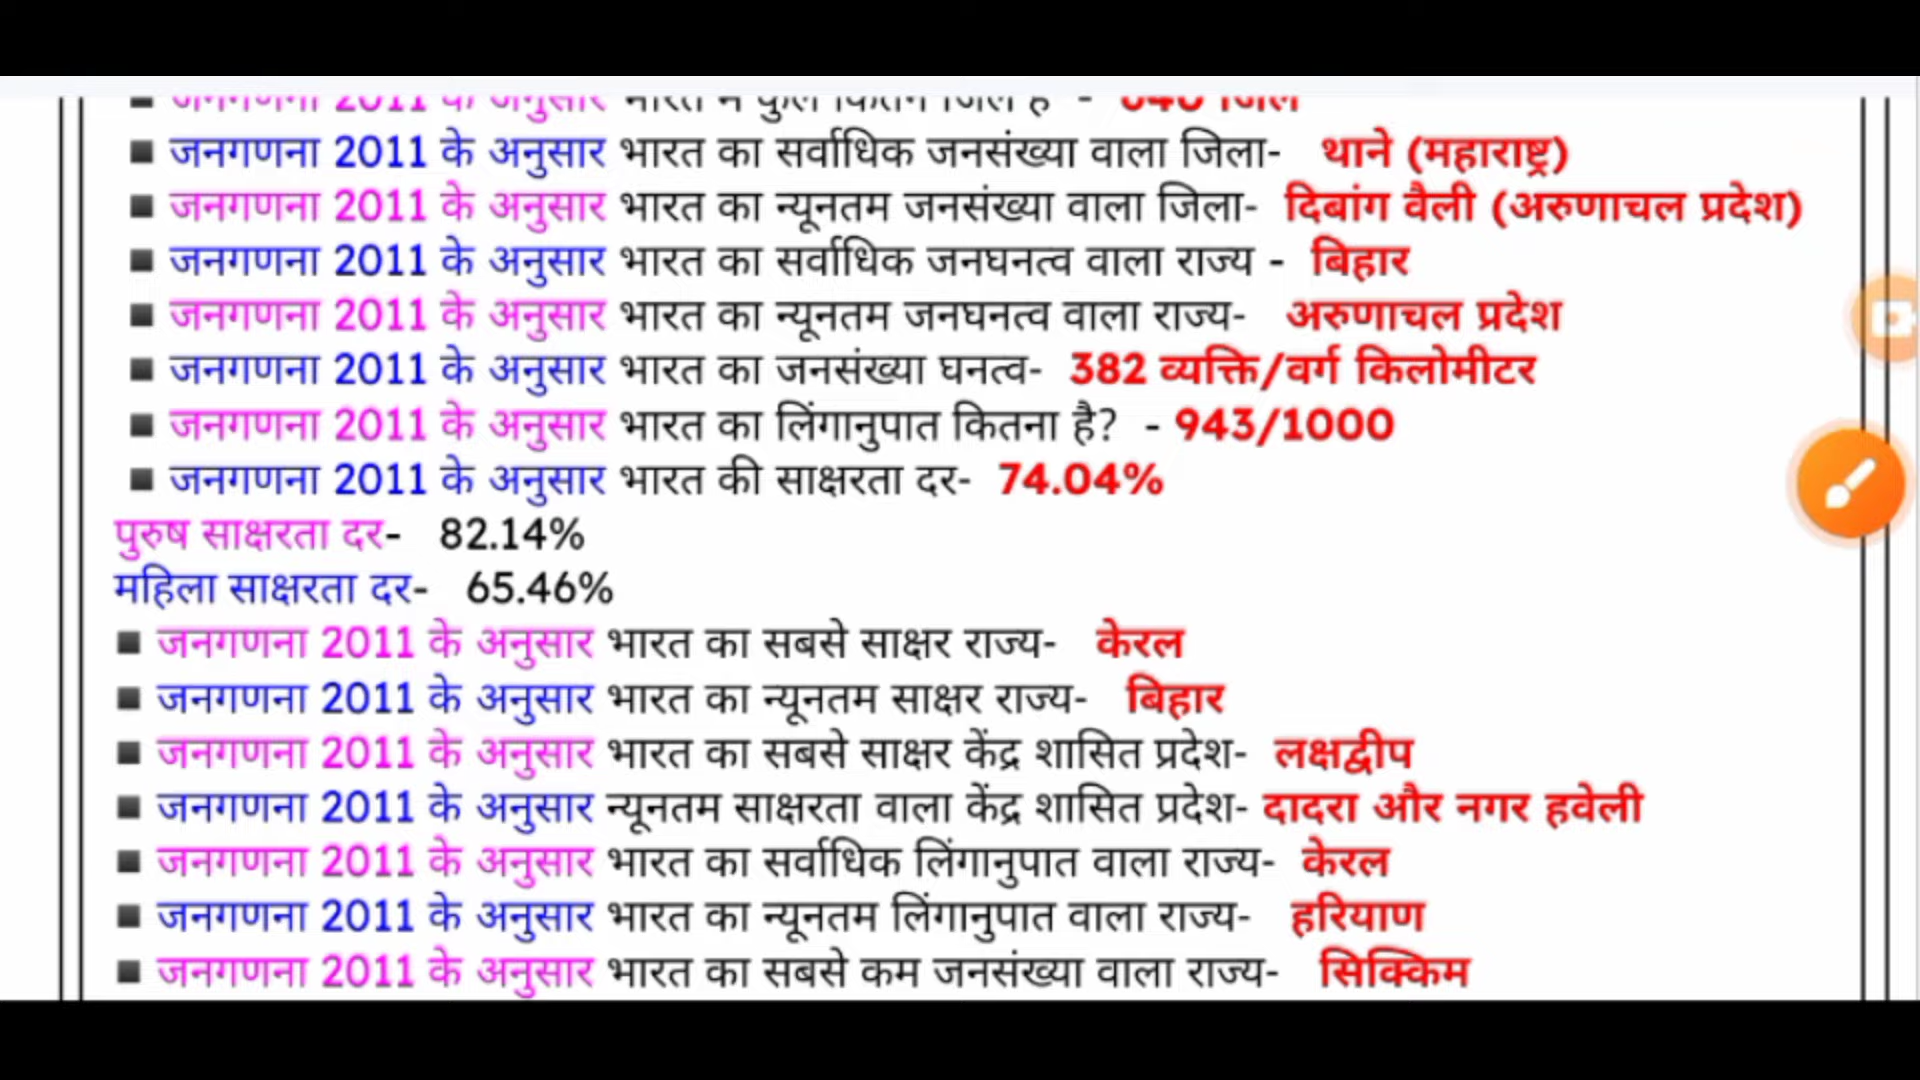 ■ जनगणना 2011 के अनुसार भारत में कुल कितने जिले है - 640 जिले
■ जनगणना 2011 के अनुसार भारत का सर्वाधिक जनसंख्या वाला जिला- थाने (महाराष्ट्र)
■ जनगणना 2011 के अनुसार भारत का न्यूनतम जनसंख्या वाला जिला- दिबांग वैली (अरुणाचल प्रदेश)
■ जनगणना 2011 के अनुसार भारत का सर्वाधिक जनघनत्व वाला राज्य - बिहार
■ जनगणना 2011 के अनुसार भारत का न्यूनतम जनघनत्व वाला राज्य- अरुणाचल प्रदेश
■ जनगणना 2011 के अनुसार भारत का जनसंख्या घनत्व- 382 व्यक्ति/वर्ग किलोमीटर
■ जनगणना 2011 के अनुसार भारत का लिंगानुपात कितना है? - 943/1000
■ जनगणना 2011 के अनुसार भारत की साक्षरता दर- 74.04%
पुरुष साक्षरता दर- 82.14%
महिला साक्षरता दर- 65.46%
■ जनगणना 2011 के अनुसार भारत का सबसे साक्षर राज्य- केरल
■ जनगणना 2011 के अनुसार भारत का न्यूनतम साक्षर राज्य- बिहार
■ जनगणना 2011 के अनुसार भारत का सबसे साक्षर केंद्र शासित प्रदेश- लक्षद्वीप
■ जनगणना 2011 के अनुसार न्यूनतम साक्षरता वाला केंद्र शासित प्रदेश- दादरा और नगर हवेली
■ जनगणना 2011 के अनुसार भारत का सर्वाधिक लिंगानुपात वाला राज्य- केरल
■ जनगणना 2011 के अनुसार भारत का न्यूनतम लिंगानुपात वाला राज्य- हरियाण
■ जनगणना 2011 के अनुसार भारत का सबसे कम जनसंख्या वाला राज्य- सिक्किम